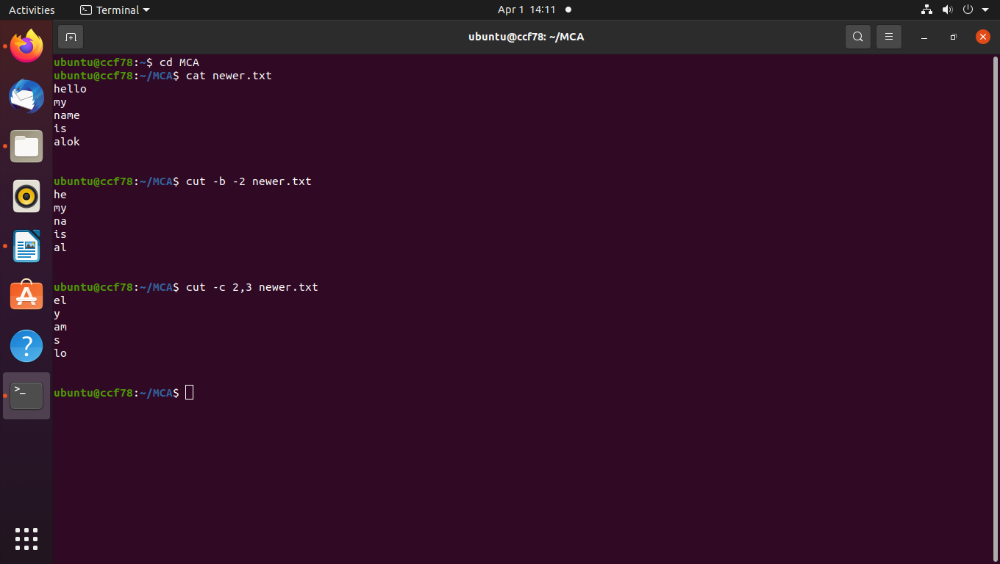 Activities Terminal Apr 1 14:11
ubuntu@ccf78: ~/MCA
ubuntu@ccf78:~$ cd MCA
ubuntu@ccf78:~/MCA$ cat newer.txt
hello
my
name
is
alok
ubuntu@ccf78:~/MCA$ cut -b -2 newer.txt
he
my
na
is
al
ubuntu@ccf78:~/MCA$ cut -c 2,3 newer.txt
el
y
am
s
lo
ubuntu@ccf78:~/MCA$